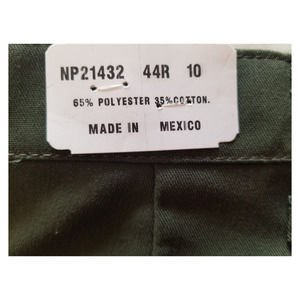 NP21432 44R 10
65% POLYESTER 35% COTTON.
MADE IN MEXICO